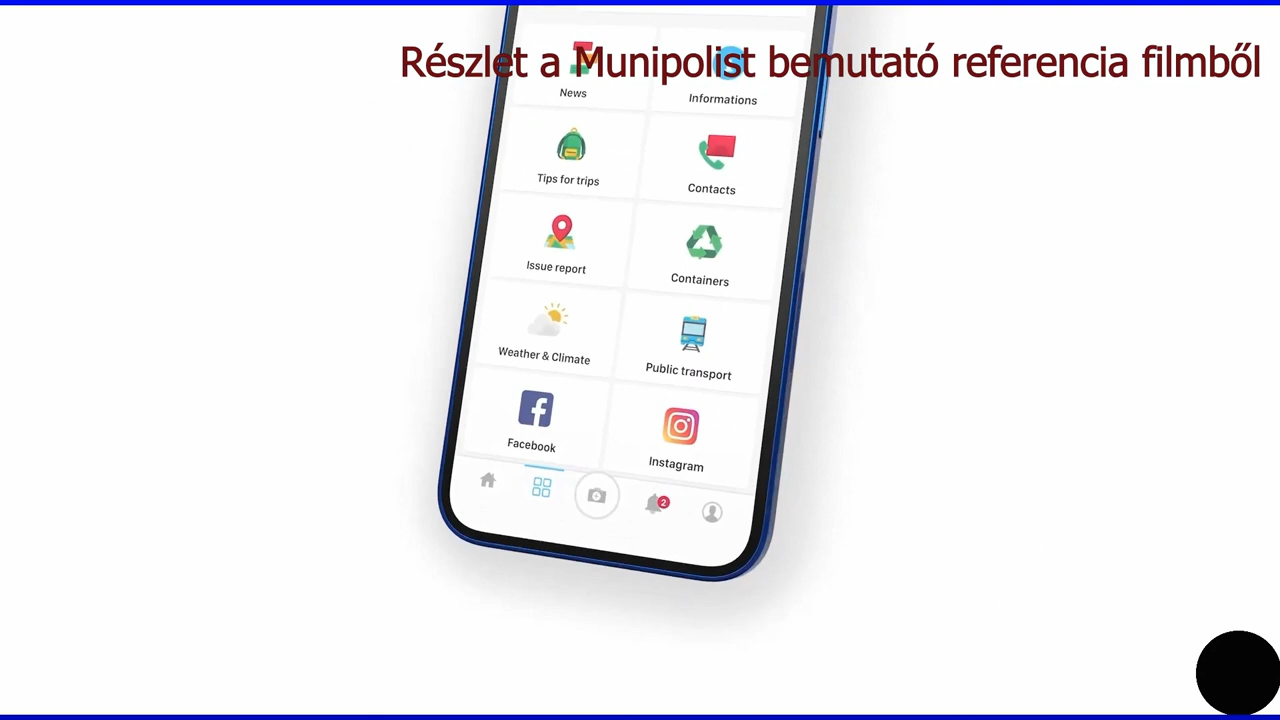 Részlet a Munipolist bemutató referencia filmből
News
Informations
Tips for trips
Contacts
Issue report
Containers
Weather & Climate
Public transport
Facebook
Instagram
2